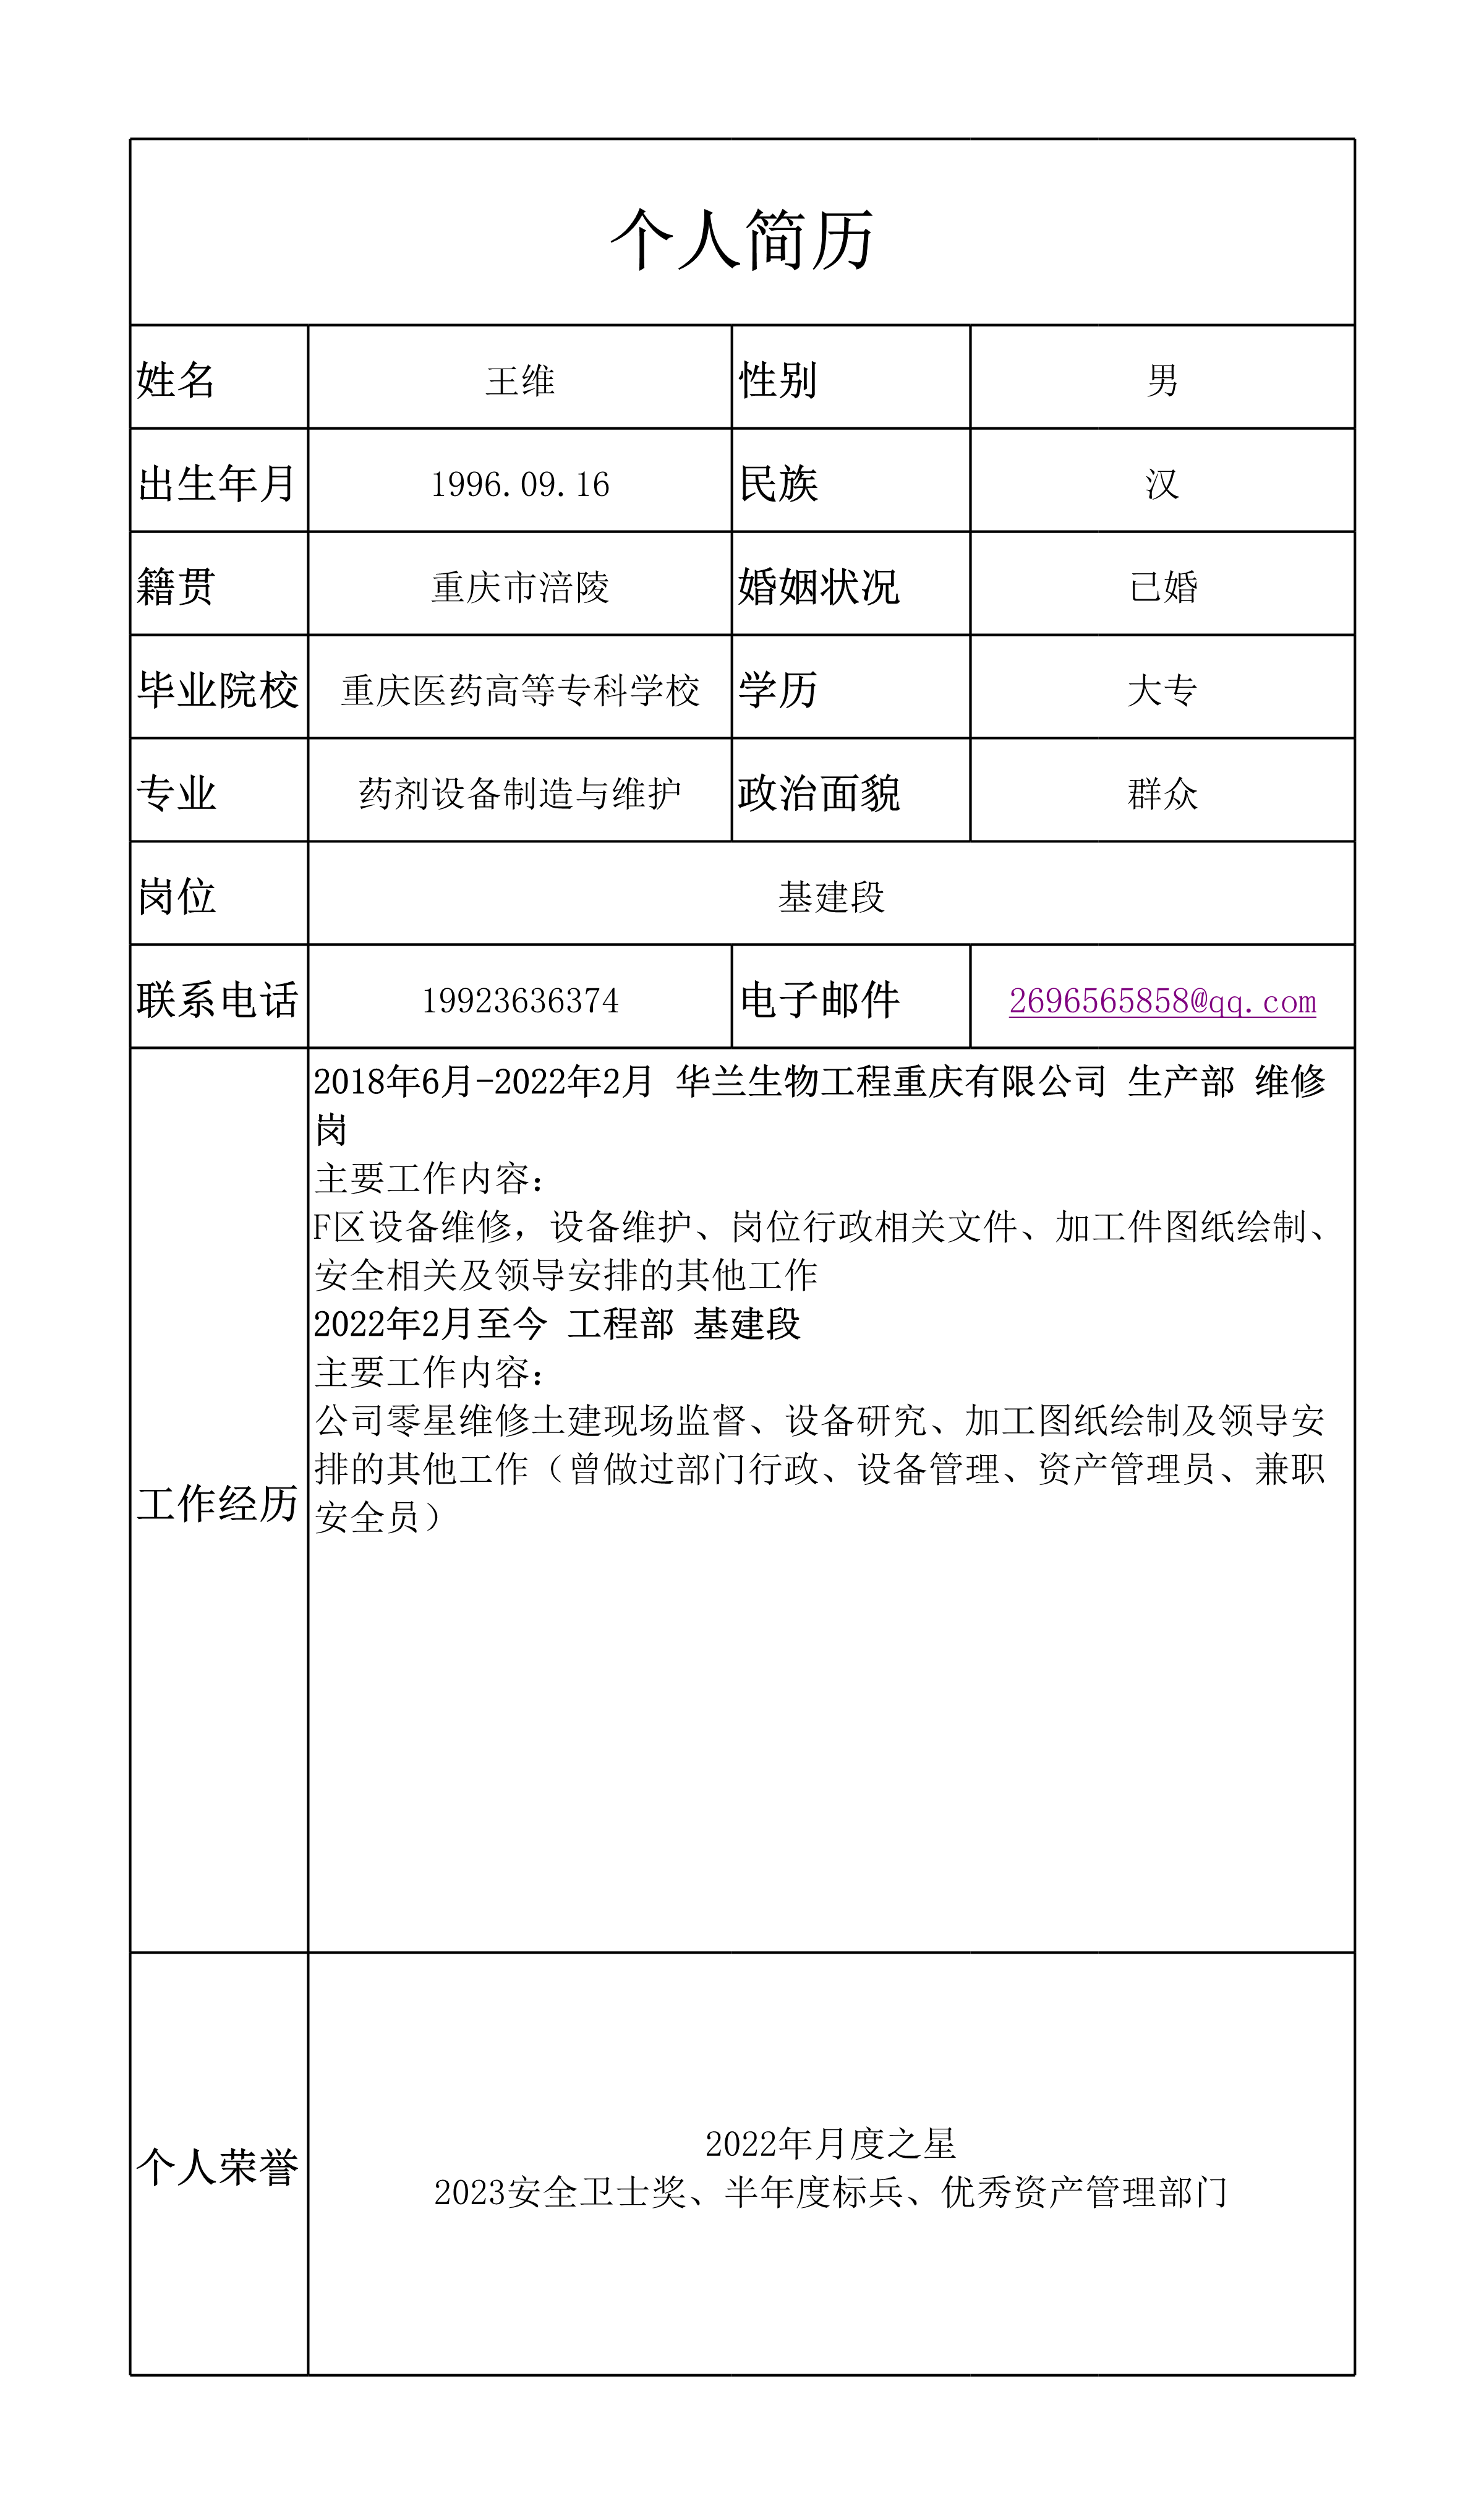 个人简历
姓名 王维 性别 男
出生年月 1996.09.16 民族 汉
籍贯 重庆市涪陵 婚姻状况 已婚
毕业院校 重庆医药高等专科学校 学历 大专
专业 药剂设备制造与维护 政治面貌 群众
岗位 基建段
联系电话 19923636374 电子邮件 2696565858@qq.com
工作经历
2018年6月-2022年2月 华兰生物工程重庆有限公司 生产部 维修
岗
主要工作内容：
F区设备维修，设备维护、岗位行政相关文件、加工件图纸绘制、
安全相关及领导安排的其他工作
2022年2月至今 工程部 基建段
主要工作内容：
公司零星维修土建现场监督、设备研究、加工图纸绘制及领导安
排的其他工作（曾做过部门行政、设备管理、资产管理员、兼职
安全员）
个人荣誉
2022年月度之星
2023安全卫士奖、半年度标兵、优秀资产管理部门